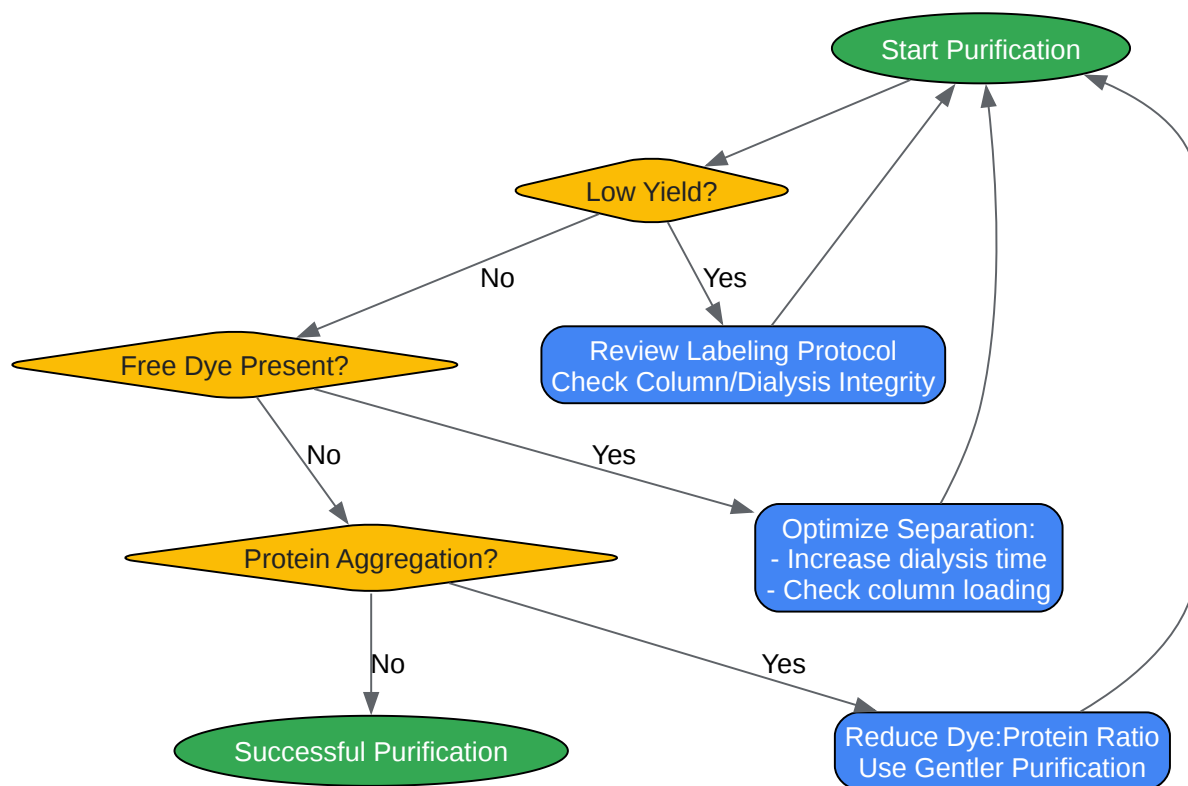 Start Purification
Low Yield?
No
Yes
Review Labeling Protocol
Check Column/Dialysis Integrity
Free Dye Present?
No
Yes
Optimize Separation:
- Increase dialysis time
- Check column loading
Protein Aggregation?
No
Yes
Successful Purification
Reduce Dye:Protein Ratio
Use Gentler Purification